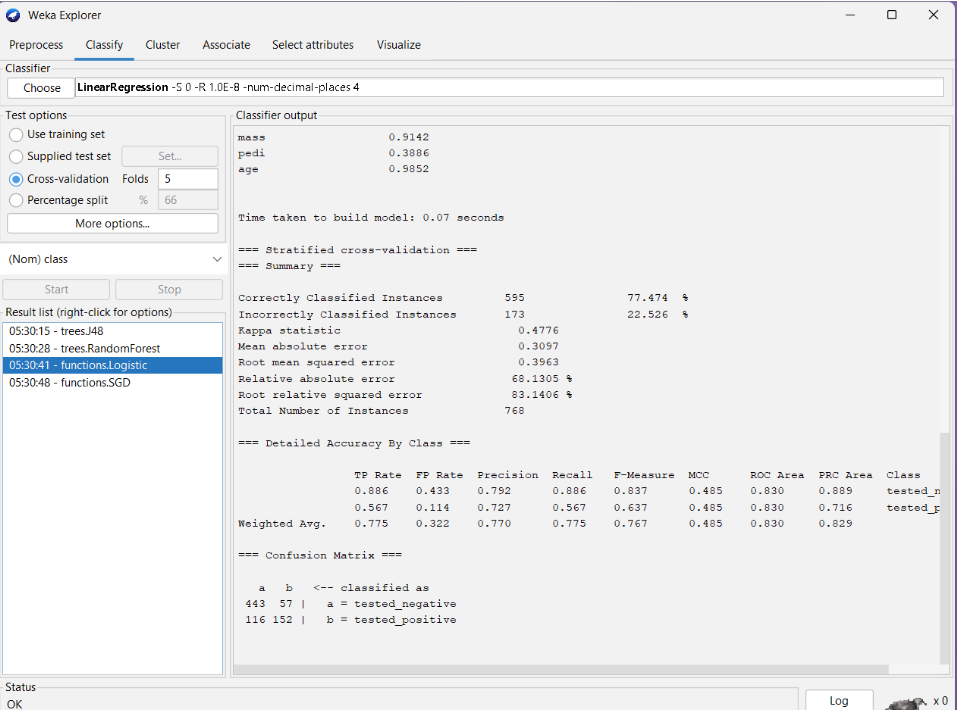 Weka Explorer
Preprocess Classify Cluster Associate Select attributes Visualize
Classifier
Choose LinearRegression -S 0 -R 1.0E-8 -num-decimal-places 4
Test options
Use training set
Supplied test set Set...
Cross-validation Folds 5
Percentage split % 66
More options...
(Nom) class
Start Stop
Result list (right-click for options)
05:30:15 - trees.J48
05:30:28 - trees.RandomForest
05:30:41 - functions.Logistic
05:30:48 - functions.SGD
Classifier output
mass 0.9142
pedi 0.3886
age 0.9852
Time taken to build model: 0.07 seconds
=== Stratified cross-validation ===
=== Summary ===
Correctly Classified Instances 595 77.474 %
Incorrectly Classified Instances 173 22.526 %
Kappa statistic 0.4776
Mean absolute error 0.3097
Root mean squared error 0.3963
Relative absolute error 68.1305 %
Root relative squared error 83.1406 %
Total Number of Instances 768
=== Detailed Accuracy By Class ===
TP Rate FP Rate Precision Recall F-Measure MCC ROC Area PRC Area Class
0.886 0.433 0.792 0.886 0.837 0.485 0.830 0.889 tested_n
0.567 0.114 0.727 0.567 0.637 0.485 0.830 0.716 tested_p
Weighted Avg. 0.775 0.322 0.770 0.775 0.767 0.485 0.830 0.829
=== Confusion Matrix ===
a b <-- classified as
443 57 | a = tested_negative
116 152 | b = tested_positive
Status
OK
Log x 0